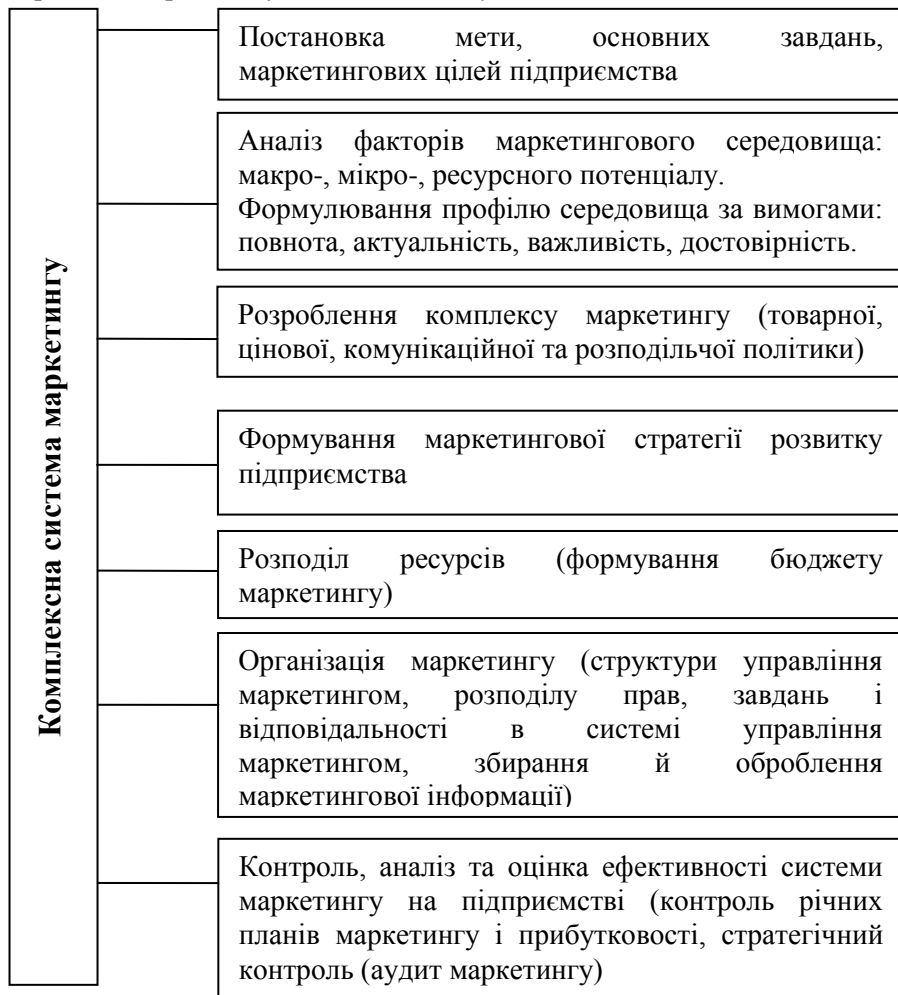 Комплексна система маркетингу
Постановка мети, основних завдань,
маркетингових цілей підприємства
Аналіз факторів маркетингового середовища:
макро-, мікро-, ресурсного потенціалу.
Формулювання профілю середовища за вимогами:
повнота, актуальність, важливість, достовірність.
Розроблення комплексу маркетингу (товарної,
цінової, комунікаційної та розподільчої політики)
Формування маркетингової стратегії розвитку
підприємства
Розподіл ресурсів (формування бюджету
маркетингу)
Організація маркетингу (структури управління
маркетингом, розподілу прав, завдань і
відповідальності в системі управління
маркетингом, збирання й оброблення
маркетингової інформації)
Контроль, аналіз та оцінка ефективності системи
маркетингу на підприємстві (контроль річних
планів маркетингу і прибутковості, стратегічний
контроль (аудит маркетингу)